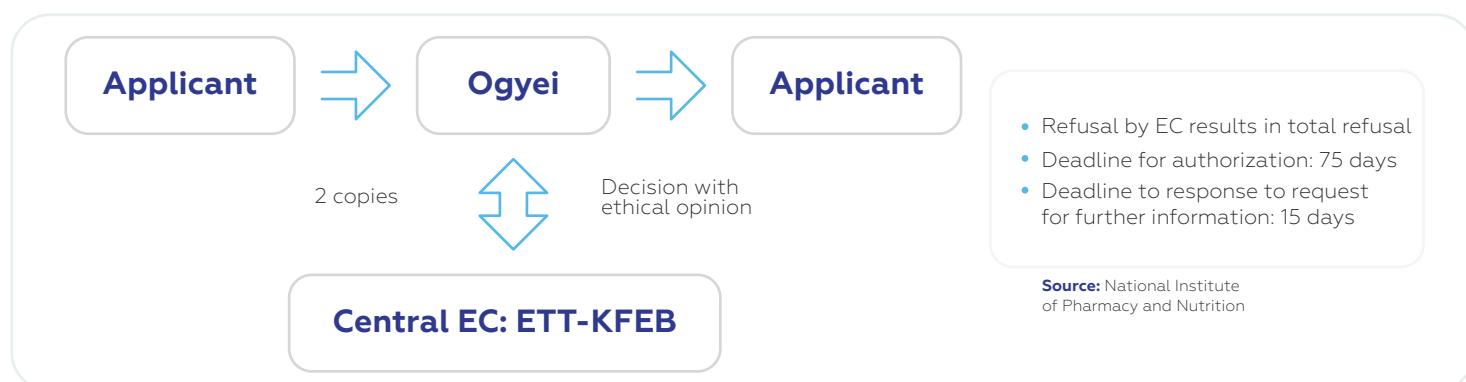 Applicant
Ogyei
Applicant
2 copies
Decision with
ethical opinion
Central EC: ETT-KFEB
• Refusal by EC results in total refusal
• Deadline for authorization: 75 days
• Deadline to response to request
for further information: 15 days
Source: National Institute
of Pharmacy and Nutrition